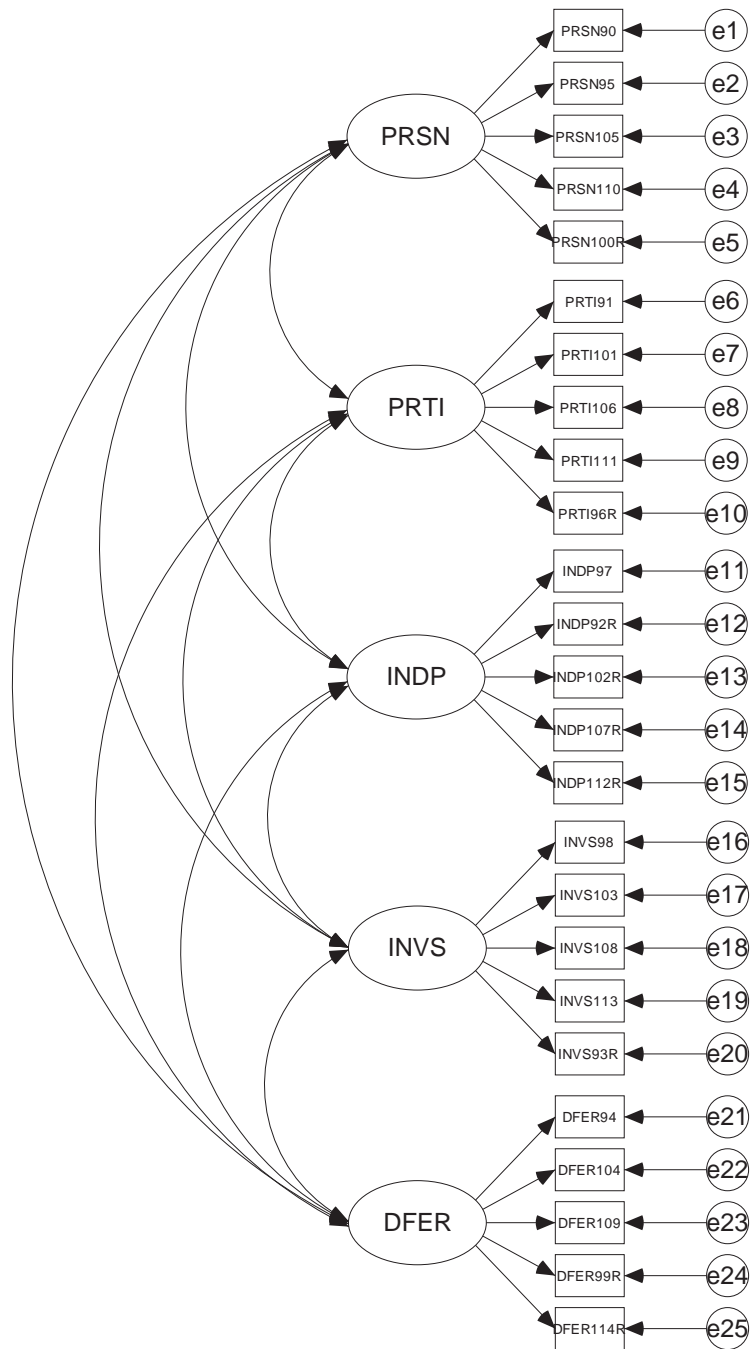 PRSN90 e1
PRSN95 e2
PRSN
PRSN105 e3
PRSN110 e4
PRSN100R e5
PRTI91 e6
PRTI101 e7
PRTI
PRTI106 e8
PRTI111 e9
PRTI96R e10
INDP97 e11
INDP92R e12
INDP
INDP102R e13
INDP107R e14
INDP112R e15
INVS98 e16
INVS103 e17
INVS
INVS108 e18
INVS113 e19
INVS93R e20
DFER94 e21
DFER104 e22
DFER
DFER109 e23
DFER99R e24
DFER114R e25